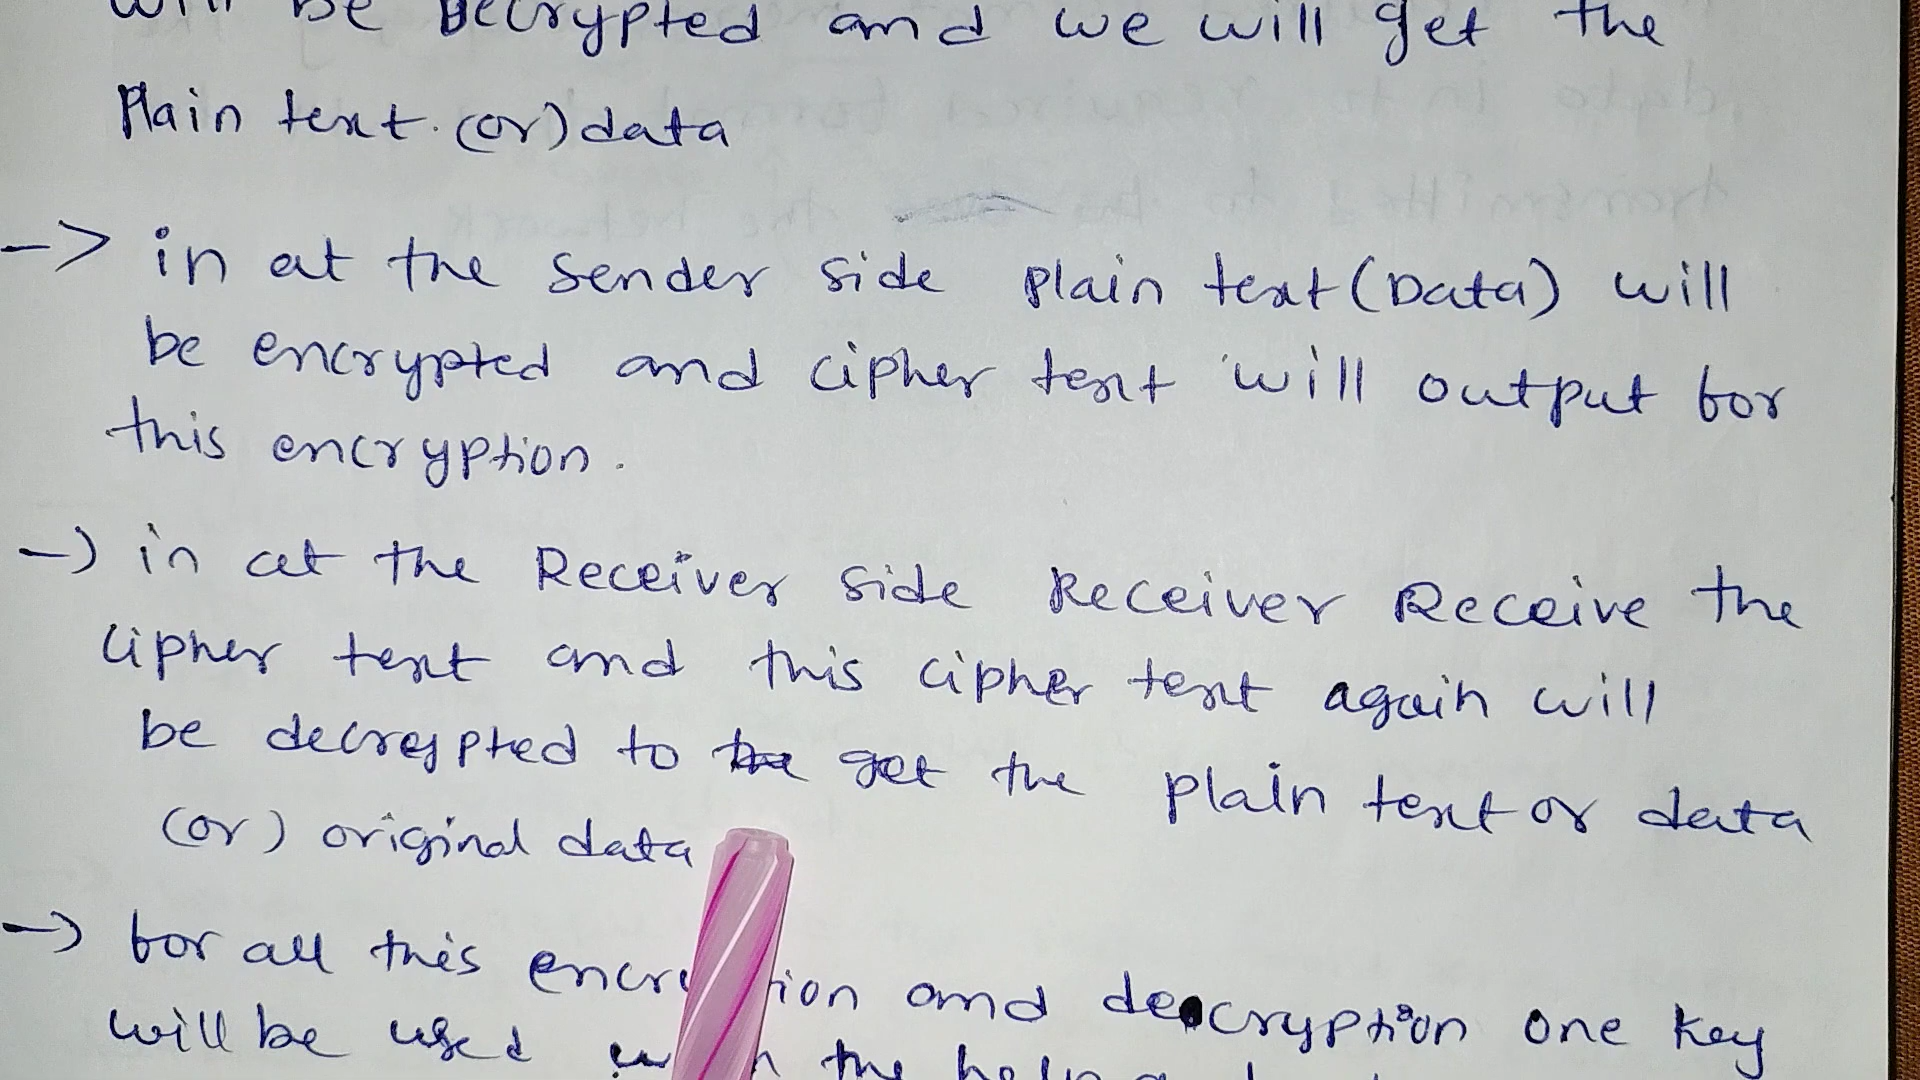 will be Decrypted and we will get the
Plain text. (or) data
-> in at the Sender side plain text (Data) will
be encrypted and cipher text will output for
this encryption.
-> in at the Receiver side Receiver Receive the
cipher text and this cipher text again will
be decrypted to the get the plain text or data
(or) original data
-> for all this and decryption one key
will be used the